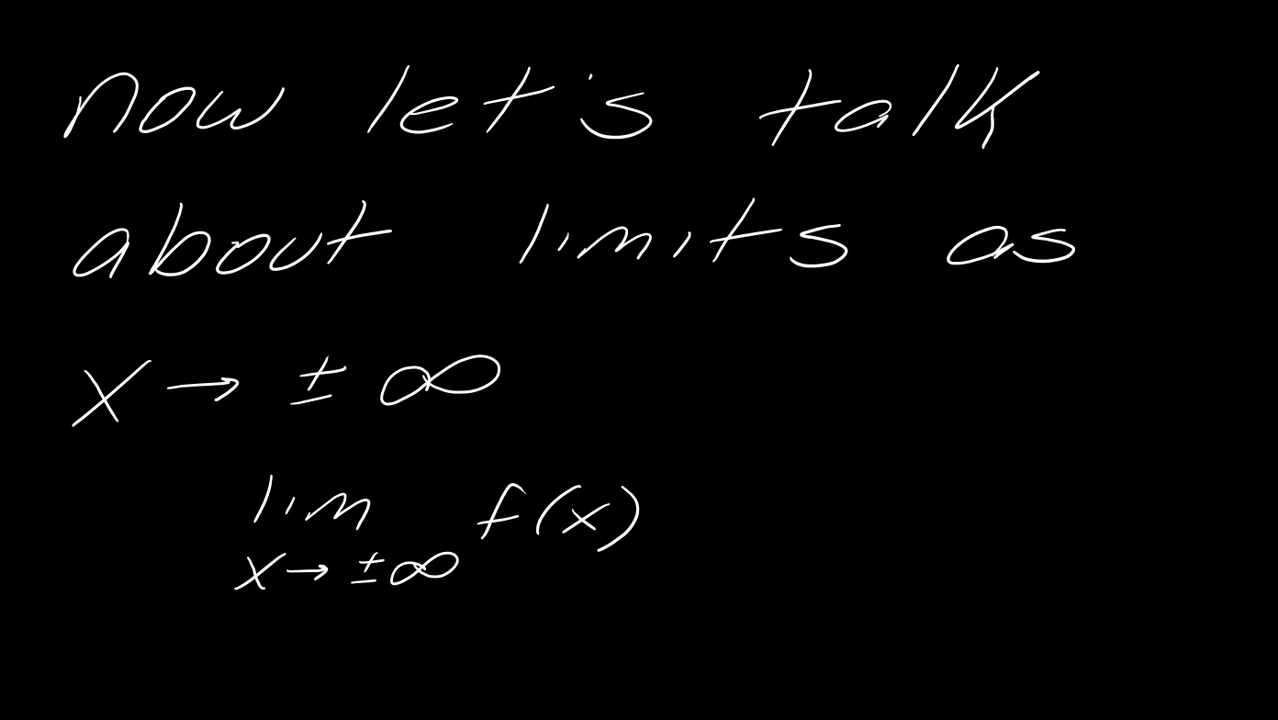 now let's talk
about limits as
x → ± ∞
lim f(x)
x → ± ∞